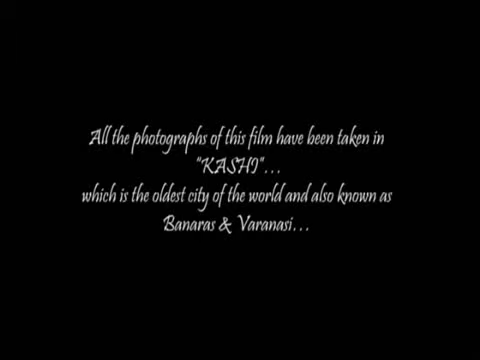 All the photographs of this film have been taken in
"KASHI"...
which is the oldest city of the world and also known as
Banaras & Varanasi...